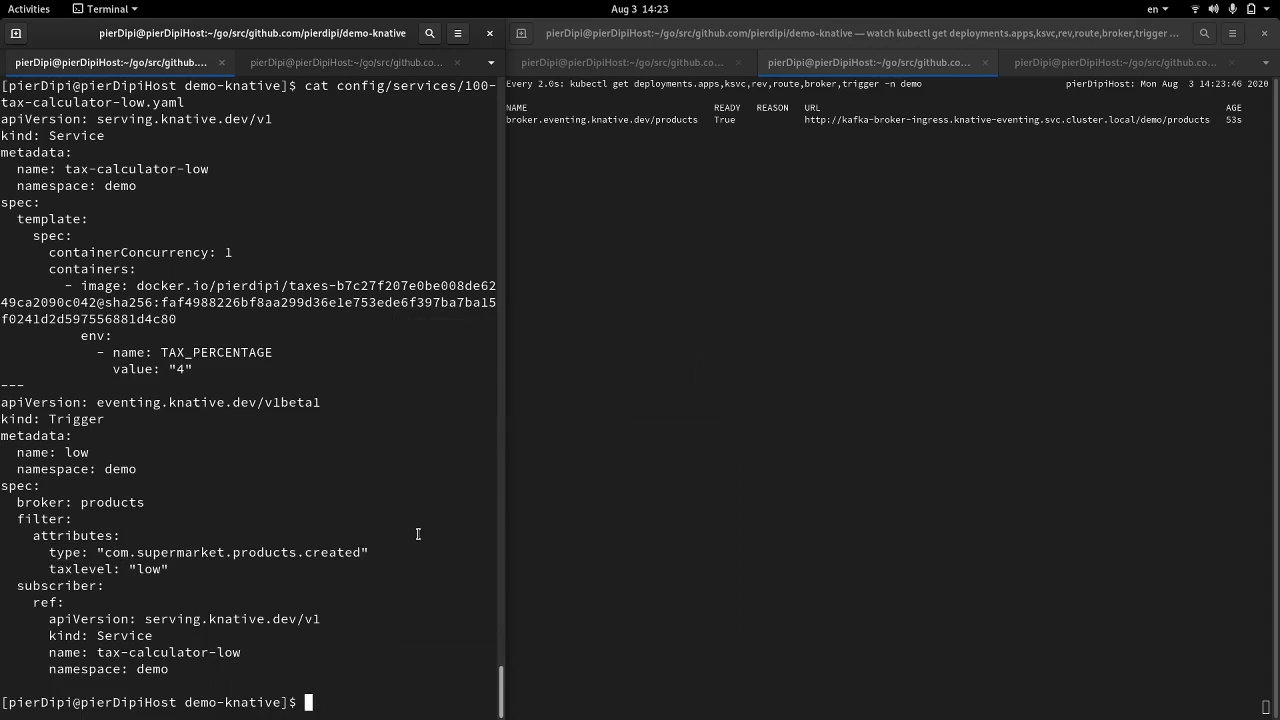 Activities
Terminal ▾
Aug 3 14:23
en ▾
pierDipi@pierDipiHost:~/go/src/github.com/pierdipi/demo-knative
pierDipi@pierDipiHost:~/go/src/github.com/pierdipi/demo-knative — watch kubectl get deployments.apps,ksvc,rev,route,broker,trigger ...
pierDipi@pierDipiHost:~/go/src/github....
pierDipi@pierDipiHost:~/go/src/github.co...
pierDipi@pierDipiHost:~/go/src/github.co...
pierDipi@pierDipiHost:~/go/src/github.co...
pierDipi@pierDipiHost:~/go/src/github.co...
[pierDipi@pierDipiHost demo-knative]$ cat config/services/100-
tax-calculator-low.yaml
apiVersion: serving.knative.dev/v1
kind: Service
metadata:
  name: tax-calculator-low
  namespace: demo
spec:
  template:
    spec:
      containerConcurrency: 1
      containers:
        - image: docker.io/pierdipi/taxes-b7c27f207e0be008de62
49ca2090c042@sha256:faf4988226bf8aa299d36e1e753ede6f397ba7ba15
f0241d2d597556881d4c80
          env:
            - name: TAX_PERCENTAGE
              value: "4"
---
apiVersion: eventing.knative.dev/v1beta1
kind: Trigger
metadata:
  name: low
  namespace: demo
spec:
  broker: products
  filter:
    attributes:
      type: "com.supermarket.products.created"
      taxlevel: "low"
  subscriber:
    ref:
      apiVersion: serving.knative.dev/v1
      kind: Service
      name: tax-calculator-low
      namespace: demo
[pierDipi@pierDipiHost demo-knative]$
Every 2.0s: kubectl get deployments.apps,ksvc,rev,route,broker,trigger -n demo pierDipiHost: Mon Aug  3 14:23:46 2020
NAME READY REASON URL AGE
broker.eventing.knative.dev/products True http://kafka-broker-ingress.knative-eventing.svc.cluster.local/demo/products 53s